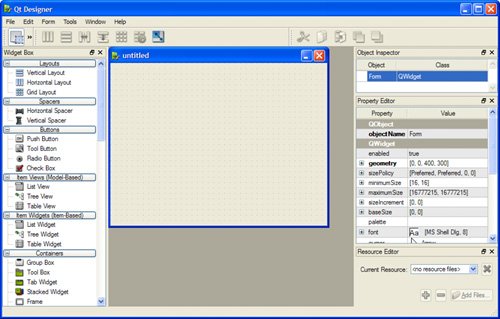 Qt Designer
File Edit Form Tools Window Help
Widget Box
Layouts
Vertical Layout
Horizontal Layout
Grid Layout
Spacers
Horizontal Spacer
Vertical Spacer
Buttons
Push Button
Tool Button
Radio Button
Check Box
Item Views (Model-Based)
List View
Tree View
Table View
Item Widgets (Item-Based)
List Widget
Tree Widget
Table Widget
Containers
Group Box
Tool Box
Tab Widget
Stacked Widget
Frame
untitled
Object Inspector
Object Class
Form QWidget
Property Editor
Property Value
QObject
objectName Form
QWidget
enabled true
geometry [0, 0, 400, 300]
sizePolicy [Preferred, Preferred, 0, 0]
minimumSize [16, 16]
maximumSize [16777215, 16777215]
sizeIncrement [0, 0]
baseSize [0, 0]
palette
font Aa [MS Shell Dlg, 8]
cursor Arrow
Resource Editor
Current Resource: <no resource files>
Add Files...